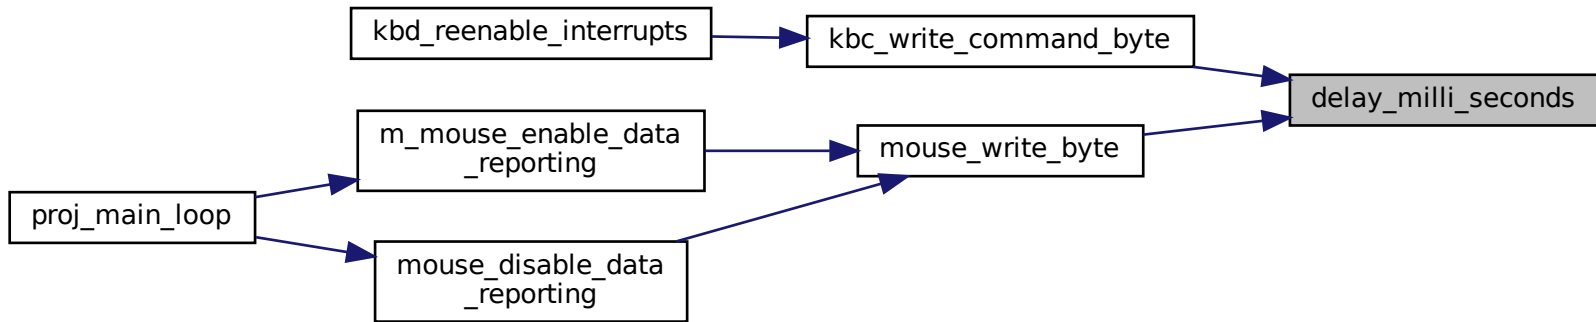 kbd_reenable_interrupts
kbc_write_command_byte
delay_milli_seconds
m_mouse_enable_data
_reporting
mouse_write_byte
proj_main_loop
mouse_disable_data
_reporting